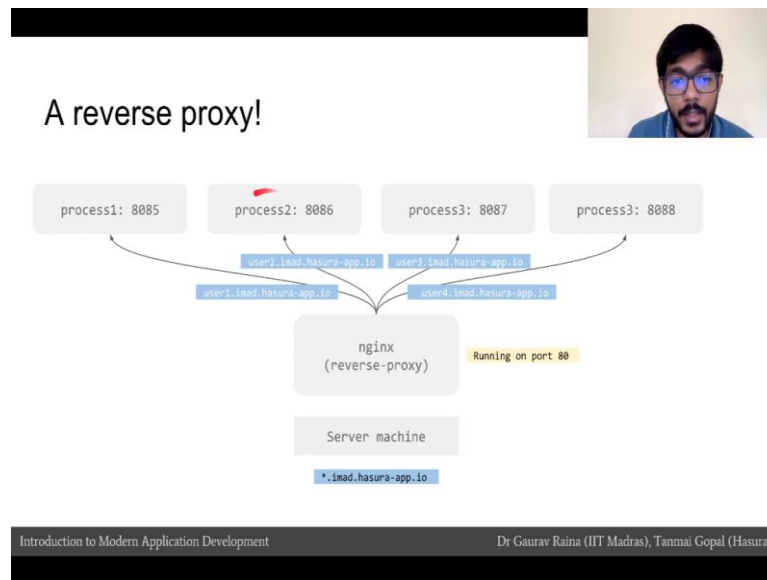 A reverse proxy!
process1: 8085
process2: 8086
process3: 8087
process3: 8088
user2.imad.hasura-app.io
user3.imad.hasura-app.io
user1.imad.hasura-app.io
user4.imad.hasura-app.io
nginx
(reverse-proxy)
Running on port 80
Server machine
*.imad.hasura-app.io
Introduction to Modern Application Development
Dr Gaurav Raina (IIT Madras), Tanmai Gopal (Hasura